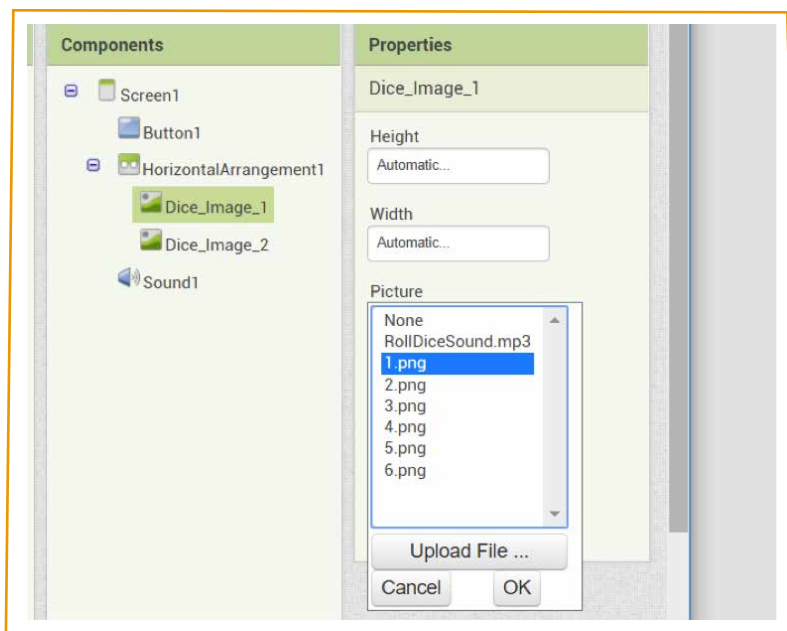 Components
Screen1
Button1
HorizontalArrangement1
Dice_Image_1
Dice_Image_2
Sound1
Properties
Dice_Image_1
Height
Automatic...
Width
Automatic...
Picture
None
RollDiceSound.mp3
1.png
2.png
3.png
4.png
5.png
6.png
Upload File ...
Cancel
OK